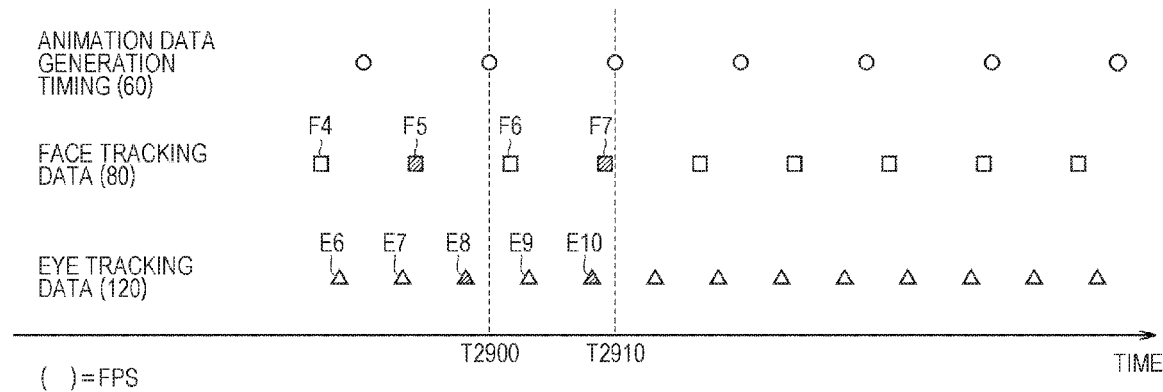 ANIMATION DATA
GENERATION
TIMING (60)
F4 F5 F6 F7
FACE TRACKING
DATA (80)
E6 E7 E8 E9 E10
EYE TRACKING
DATA (120)
T2900 T2910
TIME
( )=FPS